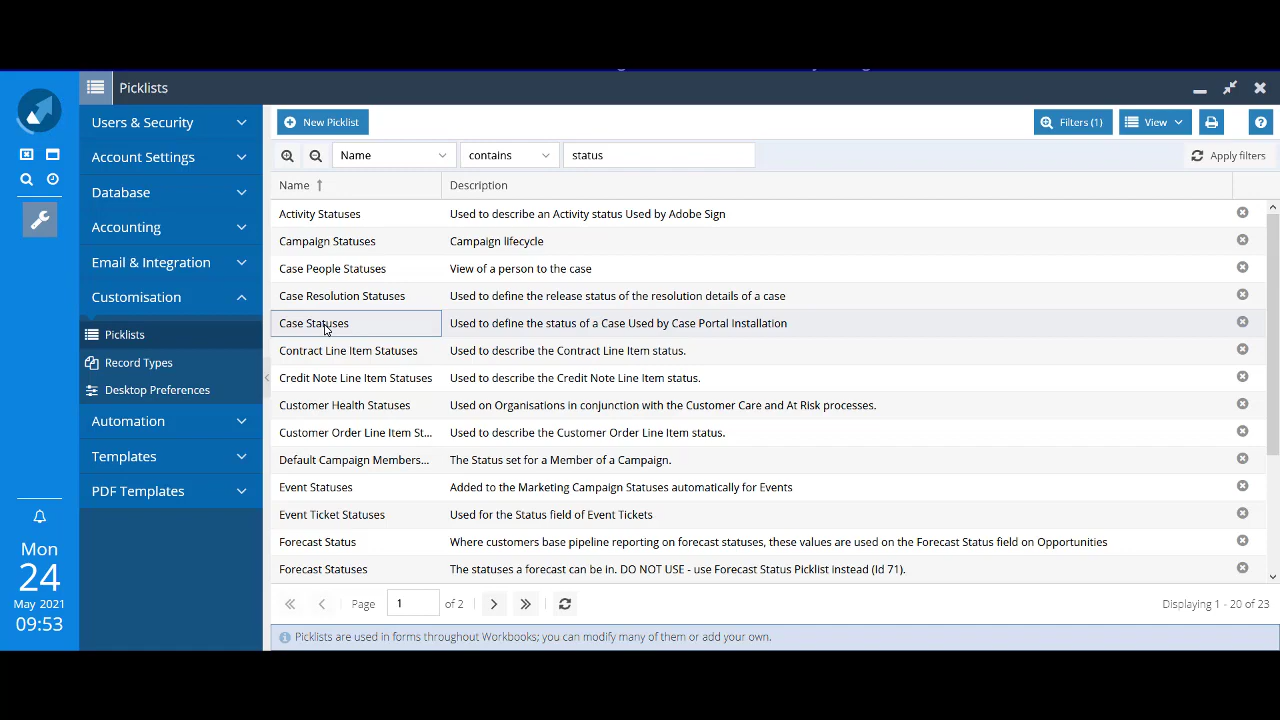 Picklists
Users & Security
Account Settings
Database
Accounting
Email & Integration
Customisation
Picklists
Record Types
Desktop Preferences
Automation
Templates
PDF Templates
Mon
24
May 2021
09:53
New Picklist
Filters (1)
View
Name
contains
status
Apply filters
Name
Description
Activity Statuses
Used to describe an Activity status Used by Adobe Sign
Campaign Statuses
Campaign lifecycle
Case People Statuses
View of a person to the case
Case Resolution Statuses
Used to define the release status of the resolution details of a case
Case Statuses
Used to define the status of a Case Used by Case Portal Installation
Contract Line Item Statuses
Used to describe the Contract Line Item status.
Credit Note Line Item Statuses
Used to describe the Credit Note Line Item status.
Customer Health Statuses
Used on Organisations in conjunction with the Customer Care and At Risk processes.
Customer Order Line Item St...
Used to describe the Customer Order Line Item status.
Default Campaign Members...
The Status set for a Member of a Campaign.
Event Statuses
Added to the Marketing Campaign Statuses automatically for Events
Event Ticket Statuses
Used for the Status field of Event Tickets
Forecast Status
Where customers base pipeline reporting on forecast statuses, these values are used on the Forecast Status field on Opportunities
Forecast Statuses
The statuses a forecast can be in. DO NOT USE - use Forecast Status Picklist instead (Id 71).
Page
1
of 2
Displaying 1 - 20 of 23
Picklists are used in forms throughout Workbooks; you can modify many of them or add your own.